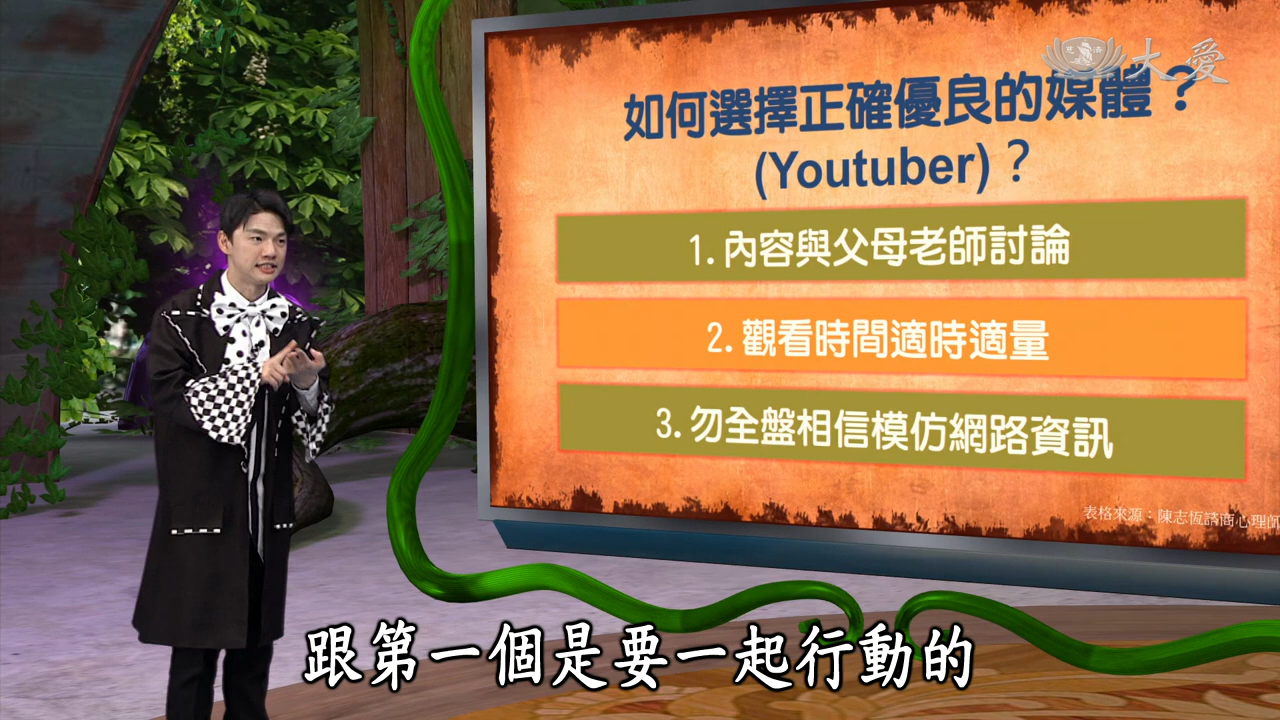 大愛
如何選擇正確優良的媒體？
(Youtuber)？
1.內容與父母老師討論
2.觀看時間適時適量
3.勿全盤相信模仿網路資訊
表格來源：陳志恆諮商心理師
跟第一個是要一起行動的